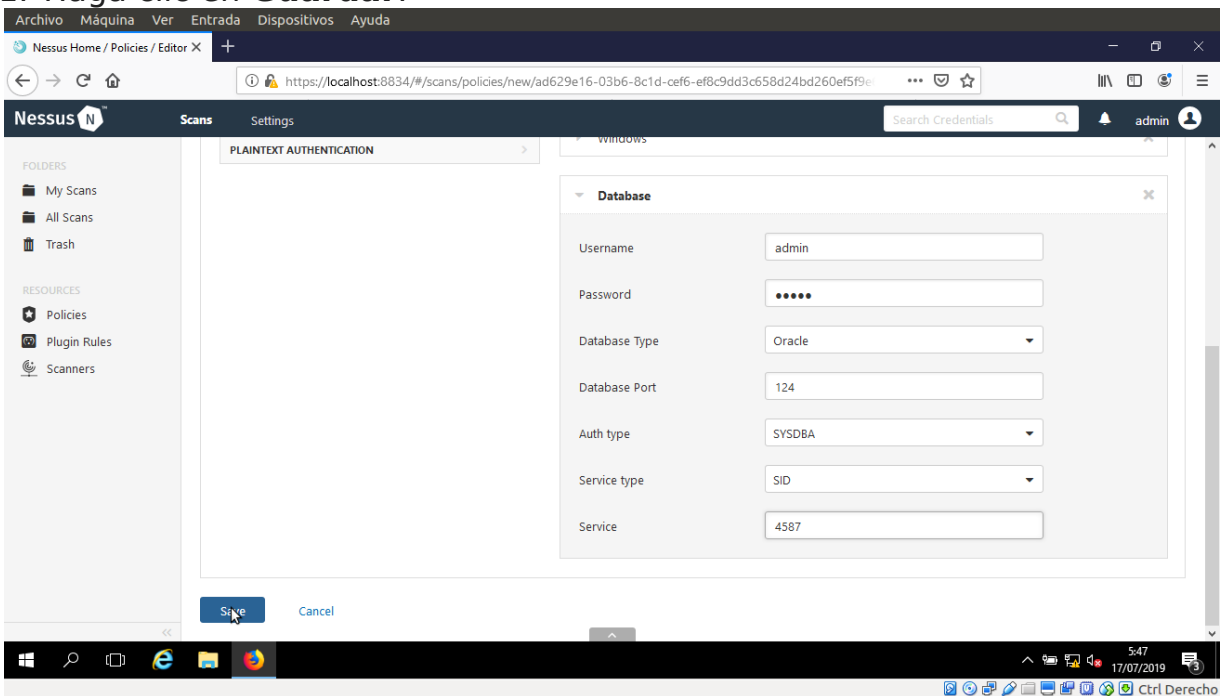 Archivo Máquina Ver Entrada Dispositivos Ayuda
Nessus Home / Policies / Editor
https://localhost:8834/#/scans/policies/new/ad629e16-03b6-8c1d-cef6-ef8c9dd3c658d24bd260ef5f9e
Nessus N
Scans
Settings
Search Credentials
admin
FOLDERS
My Scans
All Scans
Trash
RESOURCES
Policies
Plugin Rules
Scanners
PLAINTEXT AUTHENTICATION
Windows
Database
Username admin
Password •••••
Database Type Oracle
Database Port 124
Auth type SYSDBA
Service type SID
Service 4587
Save Cancel
5:47
17/07/2019
3
Ctrl Derecho